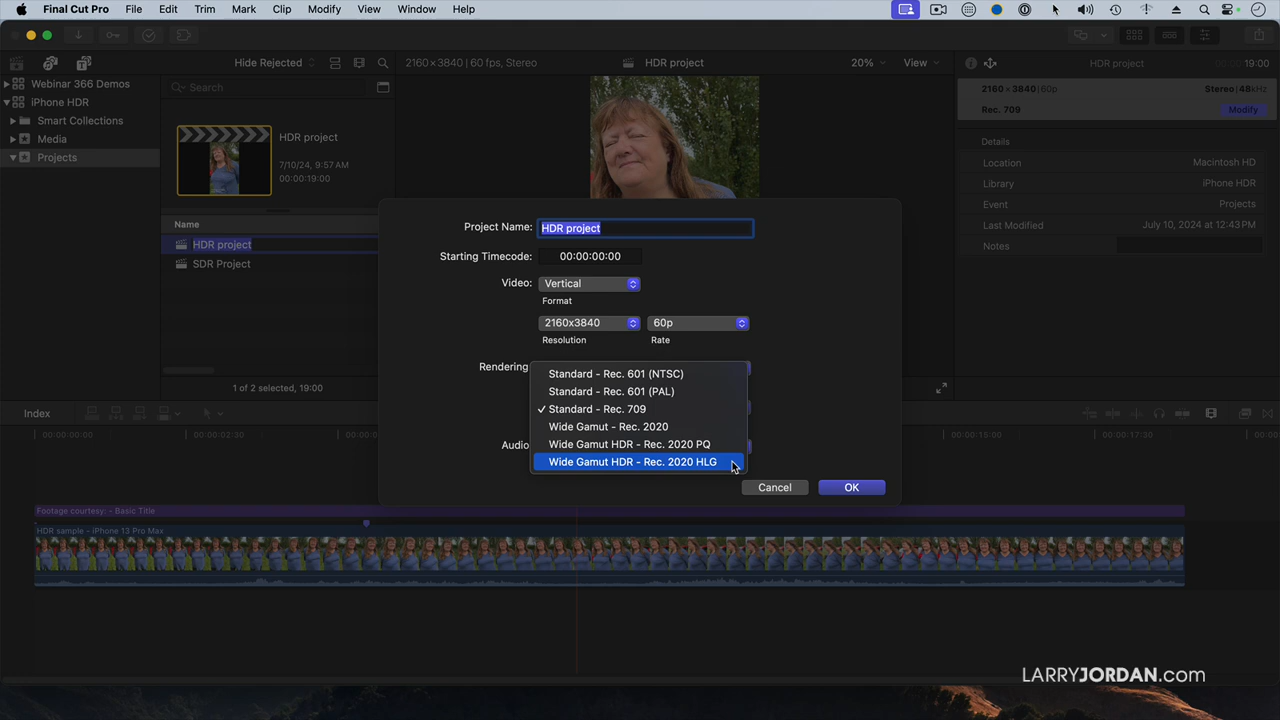 Final Cut Pro File Edit Trim Mark Clip Modify View Window Help
Hide Rejected
2160×3840 | 60 fps, Stereo
HDR project
20%
View
HDR project
19:00
Webinar 366 Demos
iPhone HDR
Smart Collections
Media
Projects
Search
HDR project
7/10/24, 9:57 AM
00:00:19:00
Name
HDR project
SDR Project
1 of 2 selected, 19:00
2160 × 3840 | 60p
Stereo | 48kHz
Rec. 709
Modify
Details
Location Macintosh HD
Library iPhone HDR
Event Projects
Last Modified July 10, 2024 at 12:43 PM
Notes
Project Name: HDR project
Starting Timecode: 00:00:00:00
Video: Vertical
Format
2160x3840 60p
Resolution Rate
Rendering
Standard - Rec. 601 (NTSC)
Standard - Rec. 601 (PAL)
✓ Standard - Rec. 709
Wide Gamut - Rec. 2020
Wide Gamut HDR - Rec. 2020 PQ
Wide Gamut HDR - Rec. 2020 HLG
Audio
Cancel OK
Index
00:00:00:00
00:00:02:30
00:00:15:00
00:00:17:30
Footage courtesy: - Basic Title
HDR sample - iPhone 13 Pro Max
LARRYJORDAN.com